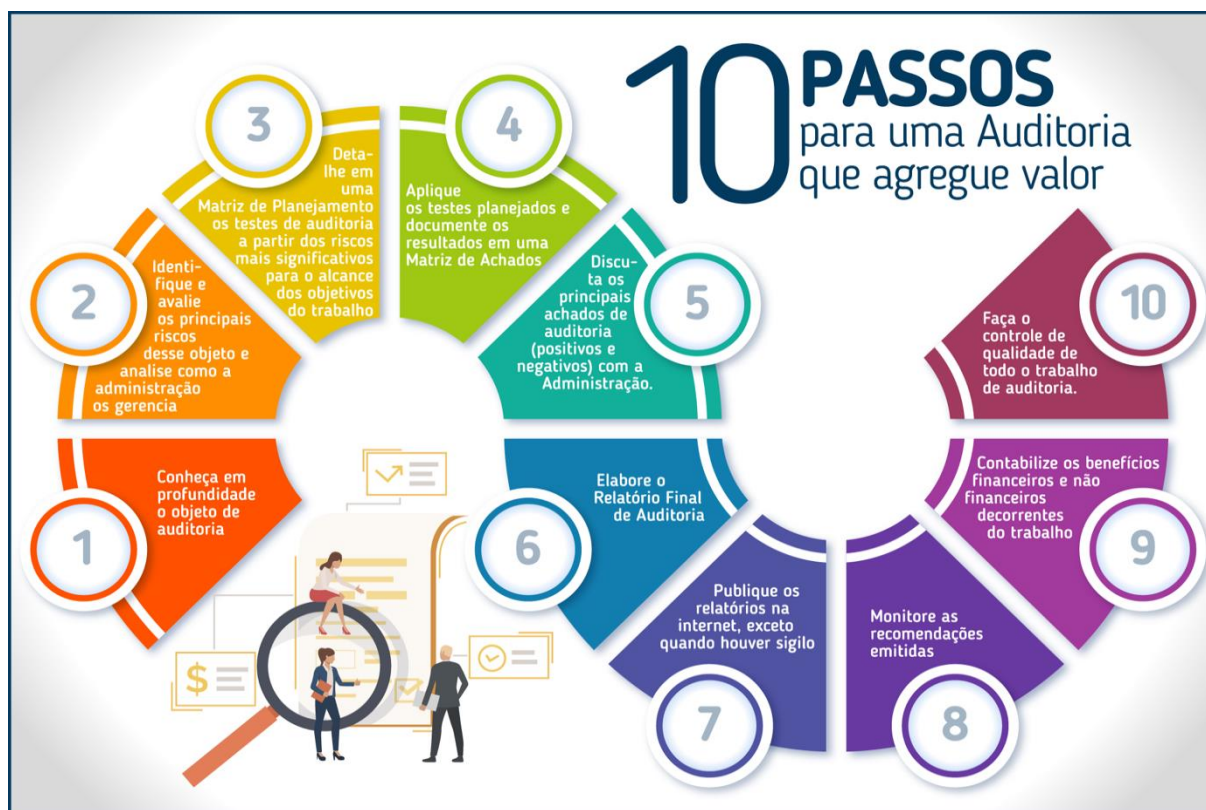 10 PASSOS
para uma Auditoria
que agregue valor
1
Conheça em
profundidade
o objeto de
auditoria
2
Identi-
fique e
avalie
os principais
riscos
desse objeto e
analise como a
administração
os gerencia
3
Deta-
lhe em
uma
Matriz de Planejamento
os testes de auditoria
a partir dos riscos
mais significativos
para o alcance
dos objetivos
do trabalho
4
Aplique
os testes planejados e
documente os
resultados em uma
Matriz de Achados
5
Discu-
ta os
principais
achados de
auditoria
(positivos e
negativos) com a
Administração.
6
Elabore o
Relatório Final
de Auditoria
7
Publique os
relatórios na
internet, exceto
quando houver sigilo
8
Monitore as
recomendações
emitidas
9
Contabilize os benefícios
financeiros e não
financeiros
decorrentes
do trabalho
10
Faça o
controle de
qualidade de
todo o trabalho
de auditoria.
$